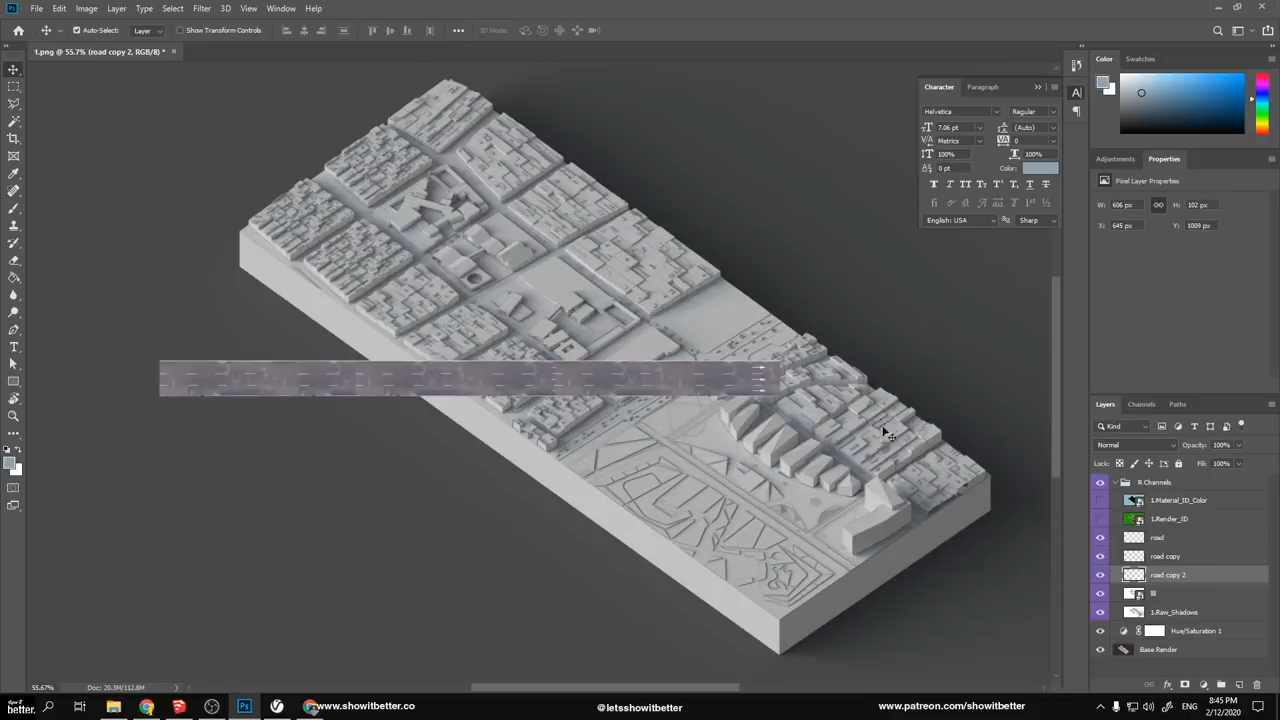 File Edit Image Layer Type Select Filter 3D View Window Help
Auto-Select: Layer Show Transform Controls 3D Mode:
1.png @ 55.7% (road copy 2, RGB/8) *
Color Swatches
Character Paragraph
Helvetica Regular
7.06 pt (Auto)
Metrics 0
100% 100%
0 pt Color:
English: USA Sharp
Adjustments Properties
Pixel Layer Properties
W: 606 px H: 102 px
X: 645 px Y: 1009 px
Layers Channels Paths
Kind
Normal Opacity: 100%
Lock: Fill: 100%
R Channels
1.Material_ID_Color
1.Render_ID
road
road copy
road copy 2
1.Raw_Shadows
Hue/Saturation 1
Base Render
55.67% Doc: 20.3M/112.8M
better.
www.showitbetter.co
@letsshowitbetter
www.patreon.com/showitbetter
ENG
8:45 PM
2/12/2020